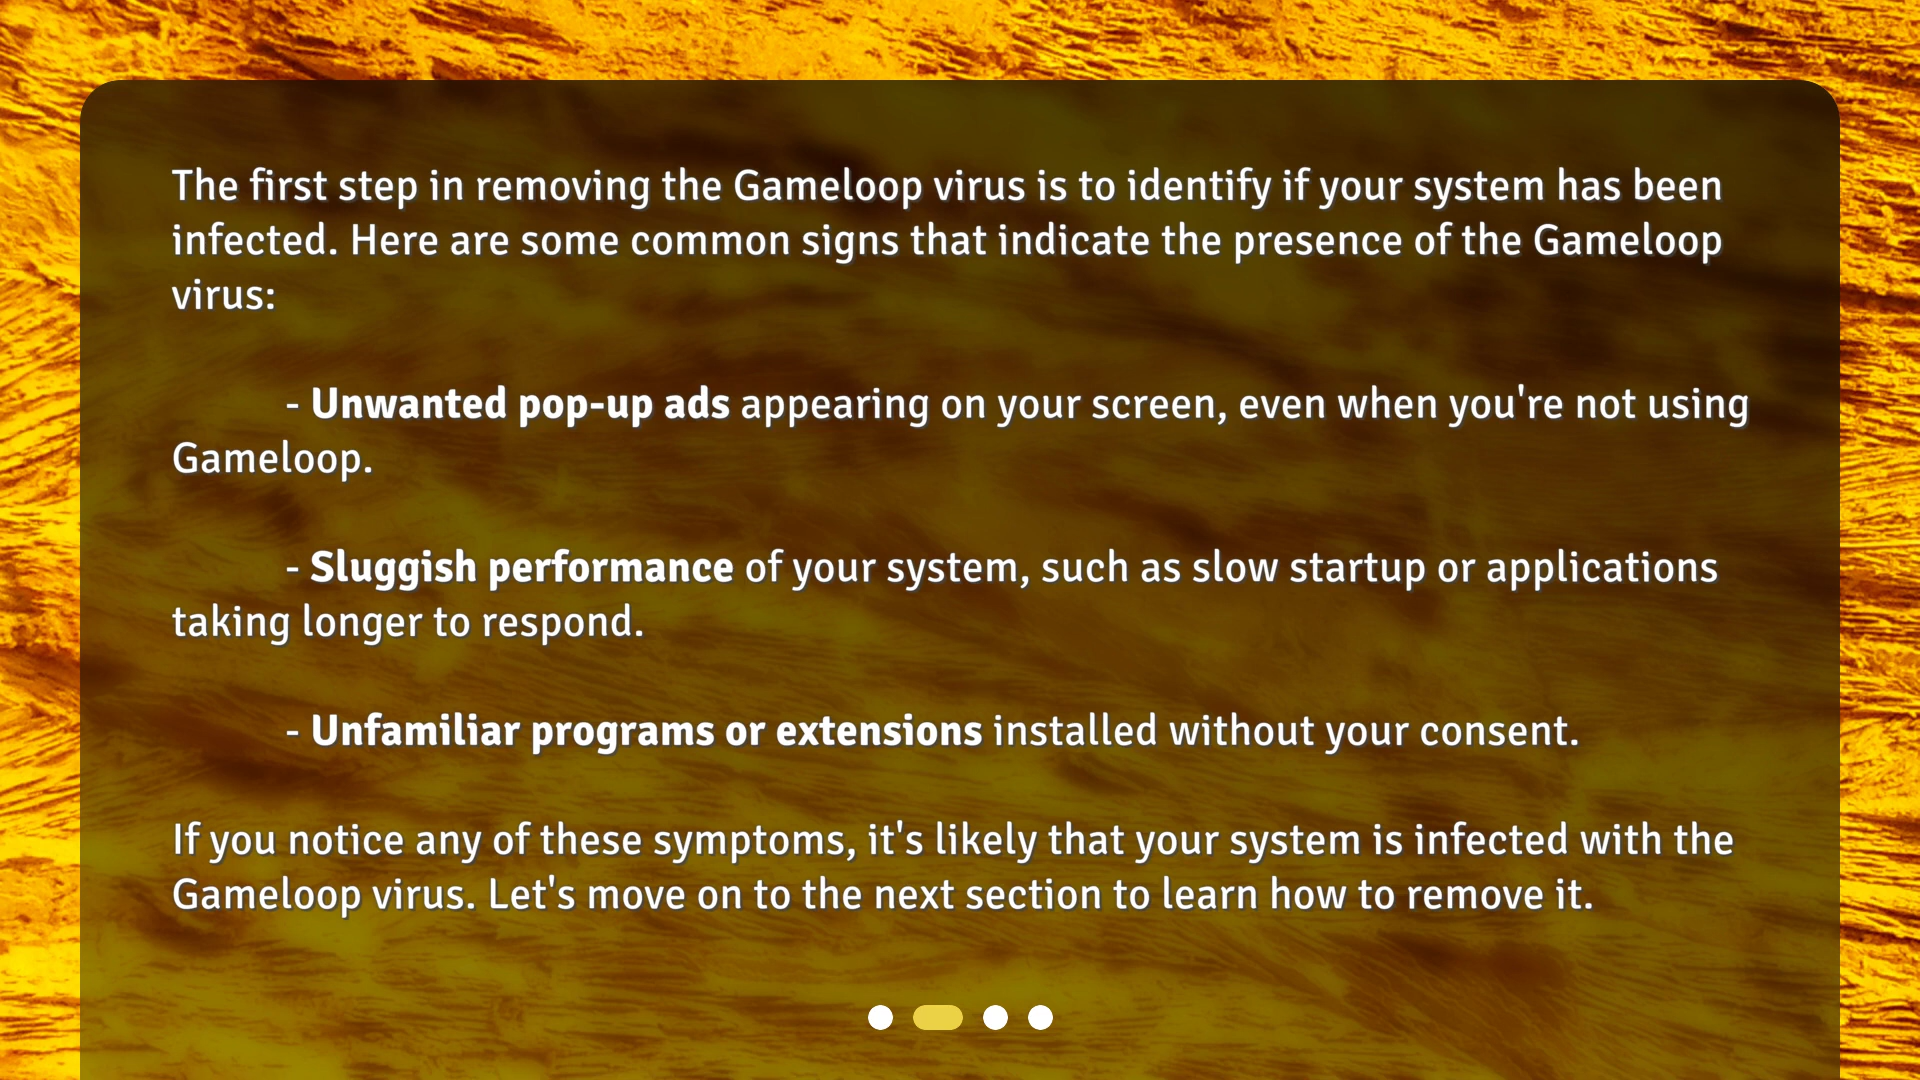 The first step in removing the Gameloop virus is to identify if your system has been
infected. Here are some common signs that indicate the presence of the Gameloop
virus:
- Unwanted pop-up ads appearing on your screen, even when you're not using
Gameloop.
- Sluggish performance of your system, such as slow startup or applications
taking longer to respond.
- Unfamiliar programs or extensions installed without your consent.
If you notice any of these symptoms, it's likely that your system is infected with the
Gameloop virus. Let's move on to the next section to learn how to remove it.